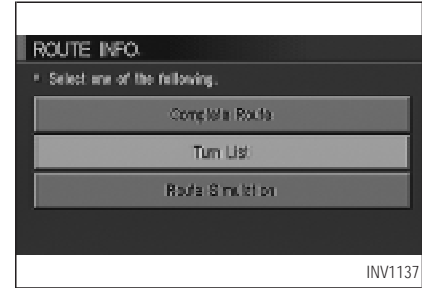 ROUTE INFO.
Select one of the following.
Complete Route
Turn List
Route Simulation
INV1137